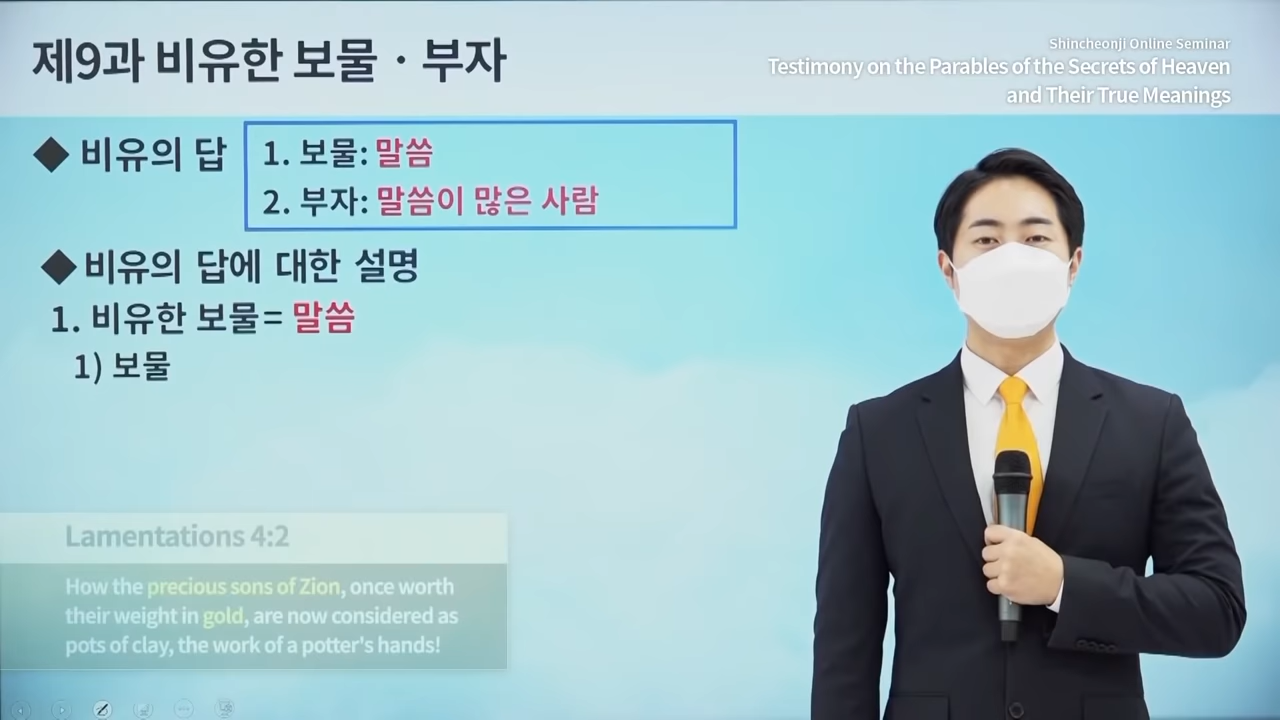 제9과 비유한 보물 · 부자
Shincheonji Online Seminar
Testimony on the Parables of the Secrets of Heaven
and Their True Meanings
◆ 비유의 답
1. 보물: 말씀
2. 부자: 말씀이 많은 사람
◆ 비유의 답에 대한 설명
1. 비유한 보물= 말씀
1) 보물
Lamentations 4:2
How the precious sons of Zion, once worth
their weight in gold, are now considered as
pots of clay, the work of a potter's hands!